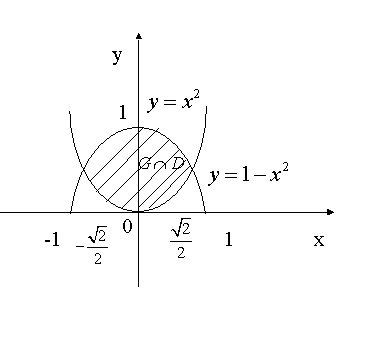 y
y = x²
1
G∩D
y = 1 − x²
-1
−√2/2
0
√2/2
1
x